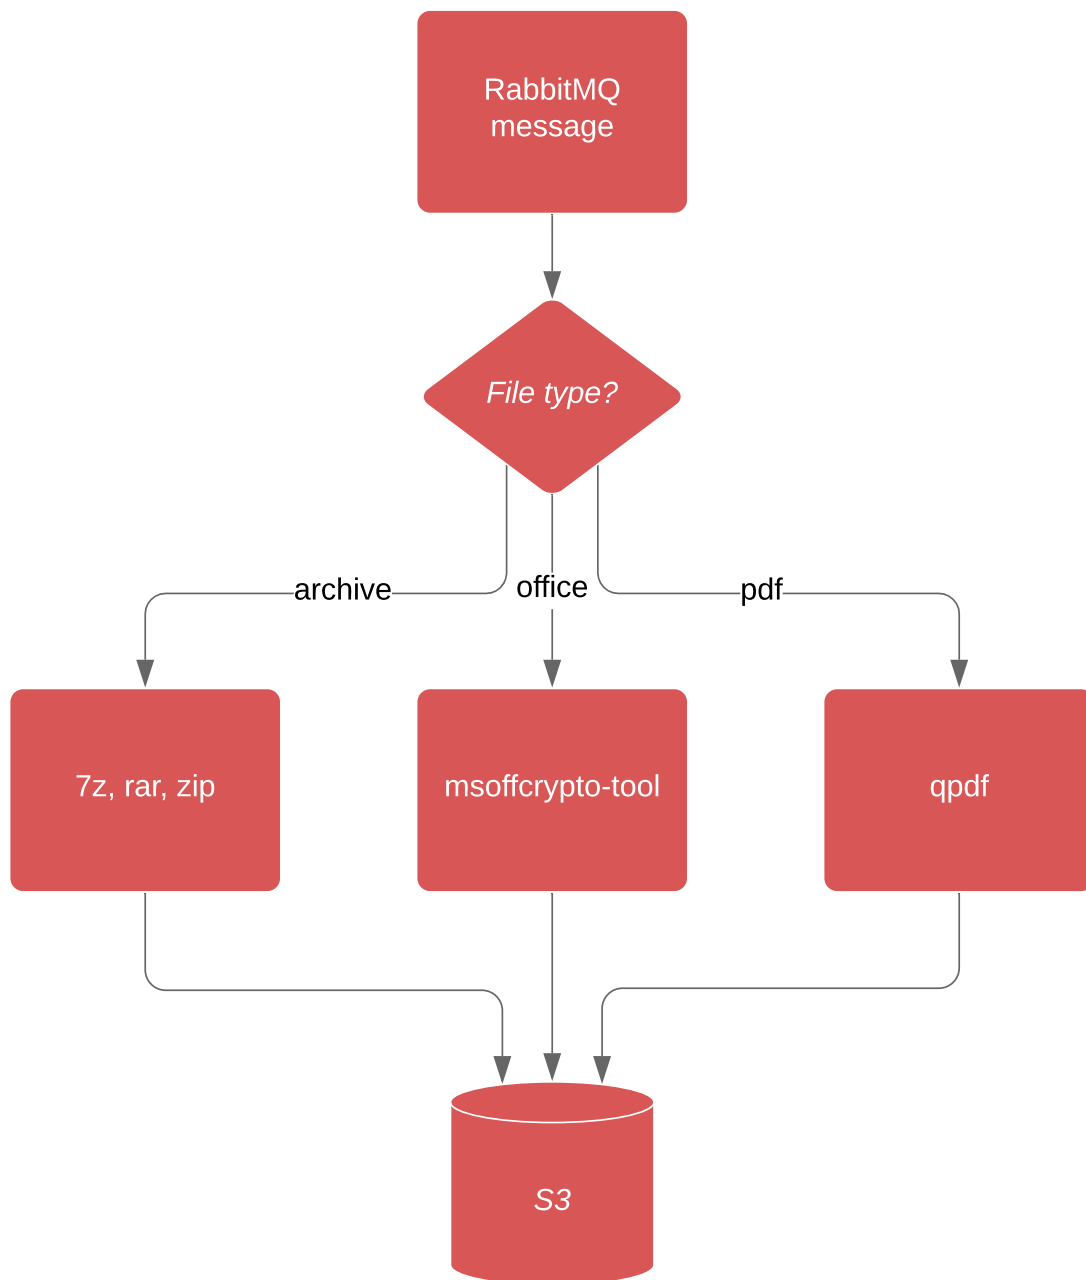 RabbitMQ
message
File type?
archive
office
pdf
7z, rar, zip
msoffcrypto-tool
qpdf
S3